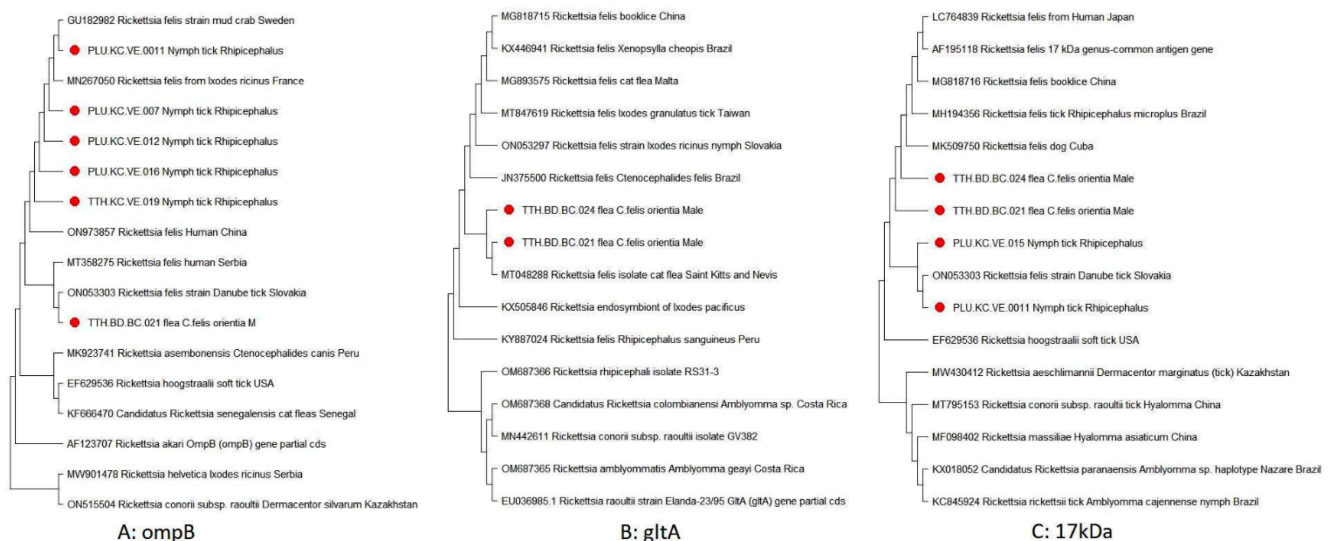 GU182982 Rickettsia felis strain mud crab Sweden
PLU.KC.VE.0011 Nymph tick Rhipicephalus
MN267050 Rickettsia felis from Ixodes ricinus France
PLU.KC.VE.007 Nymph tick Rhipicephalus
PLU.KC.VE.012 Nymph tick Rhipicephalus
PLU.KC.VE.016 Nymph tick Rhipicephalus
TTH.KC.VE.019 Nymph tick Rhipicephalus
ON973857 Rickettsia felis Human China
MT358275 Rickettsia felis human Serbia
ON053303 Rickettsia felis strain Danube tick Slovakia
TTH.BD.BC.021 flea C.felis orientia M
MK923741 Rickettsia asembonensis Ctenocephalides canis Peru
EF629536 Rickettsia hoogstraalii soft tick USA
KF666470 Candidatus Rickettsia senegalensis cat fleas Senegal
AF123707 Rickettsia akari OmpB (ompB) gene partial cds
MW901478 Rickettsia helvetica Ixodes ricinus Serbia
ON515504 Rickettsia conorii subsp. raoultii Dermacentor silvarum Kazakhstan
A: ompB
MG818715 Rickettsia felis booklice China
KX446941 Rickettsia felis Xenopsylla cheopis Brazil
MG893575 Rickettsia felis cat flea Malta
MT847619 Rickettsia felis Ixodes granulatus tick Taiwan
ON053297 Rickettsia felis strain Ixodes ricinus nymph Slovakia
JN375500 Rickettsia felis Ctenocephalides felis Brazil
TTH.BD.BC.024 flea C.felis orientia Male
TTH.BD.BC.021 flea C.felis orientia Male
MT048288 Rickettsia felis isolate cat flea Saint Kitts and Nevis
KX505846 Rickettsia endosymbiont of Ixodes pacificus
KY887024 Rickettsia felis Rhipicephalus sanguineus Peru
OM687366 Rickettsia rhipicephali isolate RS31-3
OM687368 Candidatus Rickettsia colombianensi Amblyomma sp. Costa Rica
MN442611 Rickettsia conorii subsp. raoultii isolate GV382
OM687365 Rickettsia amblyommatis Amblyomma geayi Costa Rica
EU036985.1 Rickettsia raoultii strain Elanda-23/95 GltA (gltA) gene partial cds
B: gltA
LC764839 Rickettsia felis from Human Japan
AF195118 Rickettsia felis 17 kDa genus-common antigen gene
MG818716 Rickettsia felis booklice China
MH194356 Rickettsia felis tick Rhipicephalus microplus Brazil
MK509750 Rickettsia felis dog Cuba
TTH.BD.BC.024 flea C.felis orientia Male
TTH.BD.BC.021 flea C.felis orientia Male
PLU.KC.VE.015 Nymph tick Rhipicephalus
ON053303 Rickettsia felis strain Danube tick Slovakia
PLU.KC.VE.0011 Nymph tick Rhipicephalus
EF629536 Rickettsia hoogstraalii soft tick USA
MW430412 Rickettsia aeschlimannii Dermacentor marginatus (tick) Kazakhstan
MT795153 Rickettsia conorii subsp. raoultii tick Hyalomma China
MF098402 Rickettsia massiliae Hyalomma asiaticum China
KX018052 Candidatus Rickettsia paranaensis Amblyomma sp. haplotype Nazare Brazil
KC845924 Rickettsia rickettsii tick Amblyomma cajennense nymph Brazil
C: 17kDa